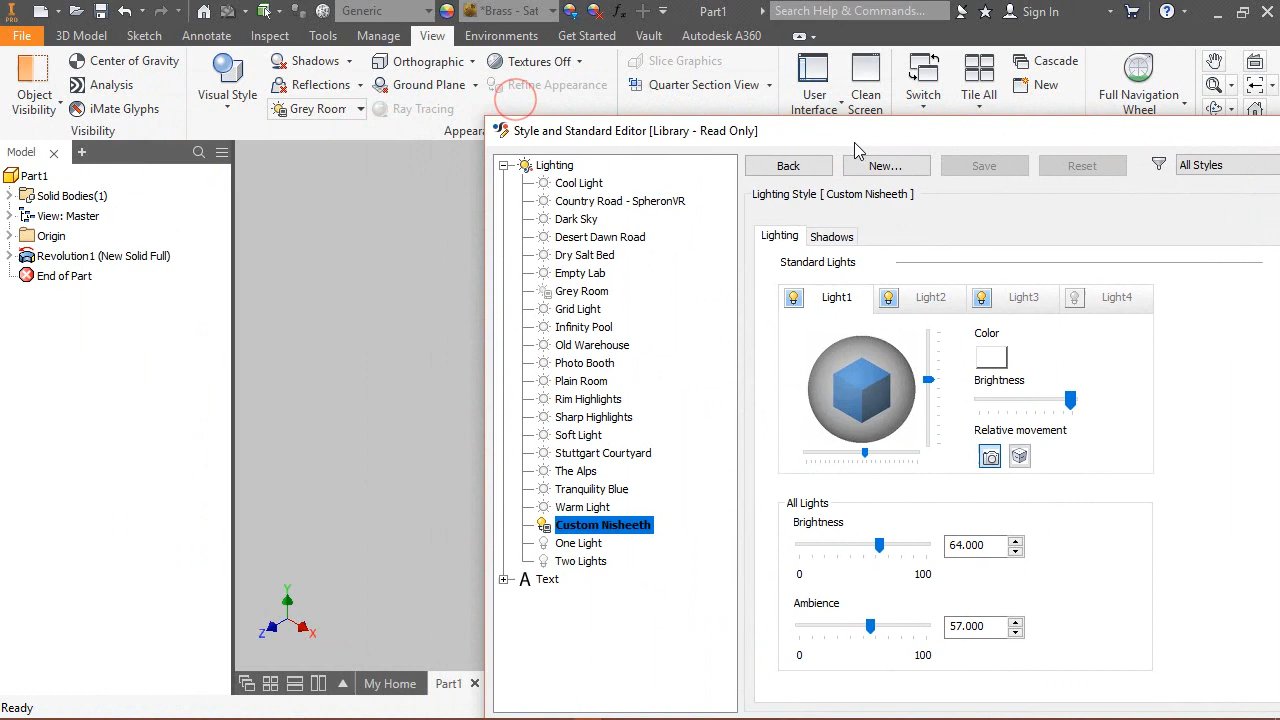 PRO
Generic
*Brass - Sat
Part1
Search Help & Commands...
Sign In
File
3D Model
Sketch
Annotate
Inspect
Tools
Manage
View
Environments
Get Started
Vault
Autodesk A360
Object
Visibility
Center of Gravity
Analysis
iMate Glyphs
Visibility
Visual Style
Shadows
Reflections
Grey Room
Orthographic
Ground Plane
Ray Tracing
Textures Off
Refine Appearance
Appeara
Slice Graphics
Quarter Section View
User
Interface
Clean
Screen
Switch
Tile All
Cascade
New
Full Navigation
Wheel
Model
Part1
Solid Bodies(1)
View: Master
Origin
Revolution1 (New Solid Full)
End of Part
Style and Standard Editor [Library - Read Only]
Lighting
Cool Light
Country Road - SpheronVR
Dark Sky
Desert Dawn Road
Dry Salt Bed
Empty Lab
Grey Room
Grid Light
Infinity Pool
Old Warehouse
Photo Booth
Plain Room
Rim Highlights
Sharp Highlights
Soft Light
Stuttgart Courtyard
The Alps
Tranquility Blue
Warm Light
Custom Nisheeth
One Light
Two Lights
A Text
Back
New...
Save
Reset
All Styles
Lighting Style [ Custom Nisheeth ]
Lighting
Shadows
Standard Lights
Light1
Light2
Light3
Light4
Color
Brightness
Relative movement
All Lights
Brightness
64.000
0
100
Ambience
57.000
0
100
Y
Z
X
My Home
Part1
Ready